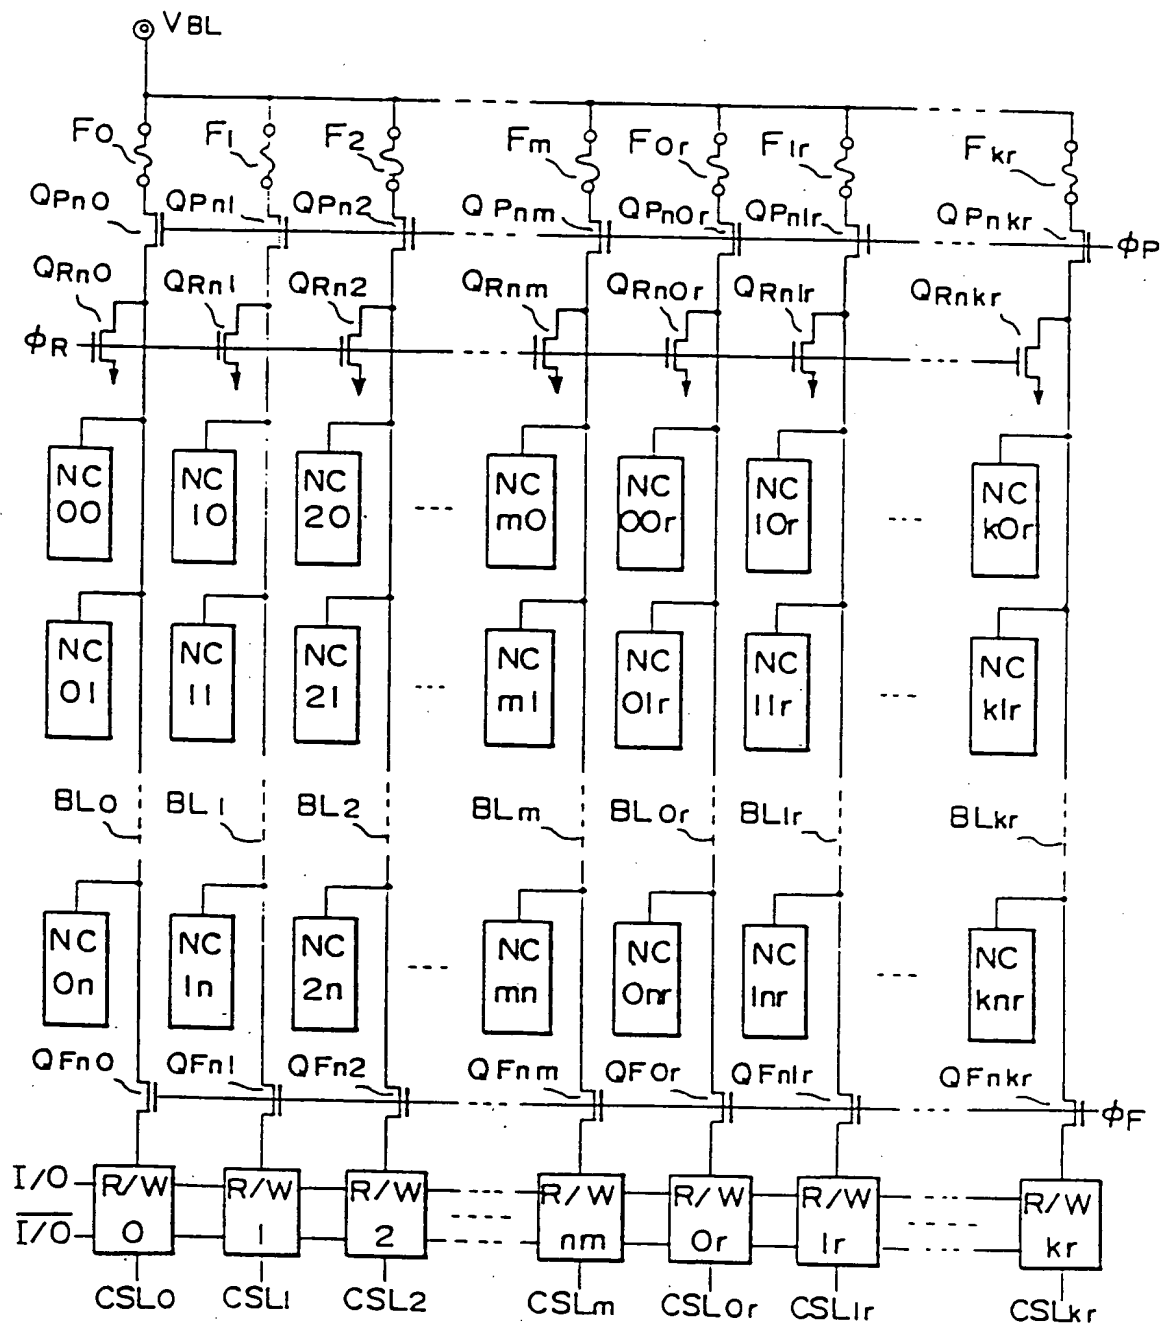 VBL
F0 F1 F2 Fm F0r F1r Fkr
QPn0 QPn1 QPn2 QPnm QPn0r QPn1r QPnkr
ϕP
QRn0 QRn1 QRn2 QRnm QRn0r QRn1r QRnkr
ϕR
NC NC NC NC NC NC NC
00 10 20 m0 00r 10r k0r
NC NC NC NC NC NC NC
01 11 21 m1 01r 11r k1r
BL0 BL1 BL2 BLm BL0r BL1r BLkr
NC NC NC NC NC NC NC
0n 1n 2n mn 0nr 1nr knr
QFn0 QFn1 QFn2 QFnm QF0r QFn1r QFnkr
ϕF
I/O R/W R/W R/W R/W R/W R/W R/W
I/O 0 1 2 nm 0r 1r kr
CSL0 CSL1 CSL2 CSLm CSL0r CSL1r CSLkr